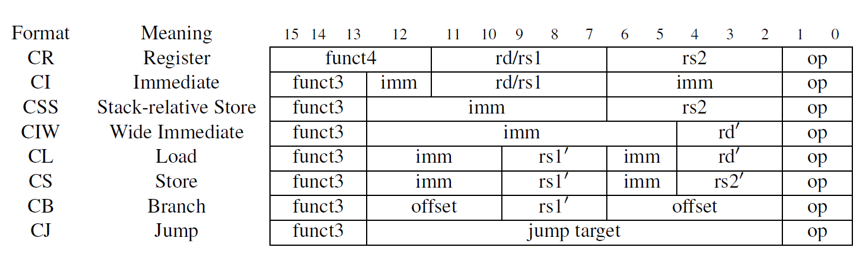 Format Meaning 15 14 13 12 11 10 9 8 7 6 5 4 3 2 1 0
CR Register funct4 rd/rs1 rs2 op
CI Immediate funct3 imm rd/rs1 imm op
CSS Stack-relative Store funct3 imm rs2 op
CIW Wide Immediate funct3 imm rd′ op
CL Load funct3 imm rs1′ imm rd′ op
CS Store funct3 imm rs1′ imm rs2′ op
CB Branch funct3 offset rs1′ offset op
CJ Jump funct3 jump target op